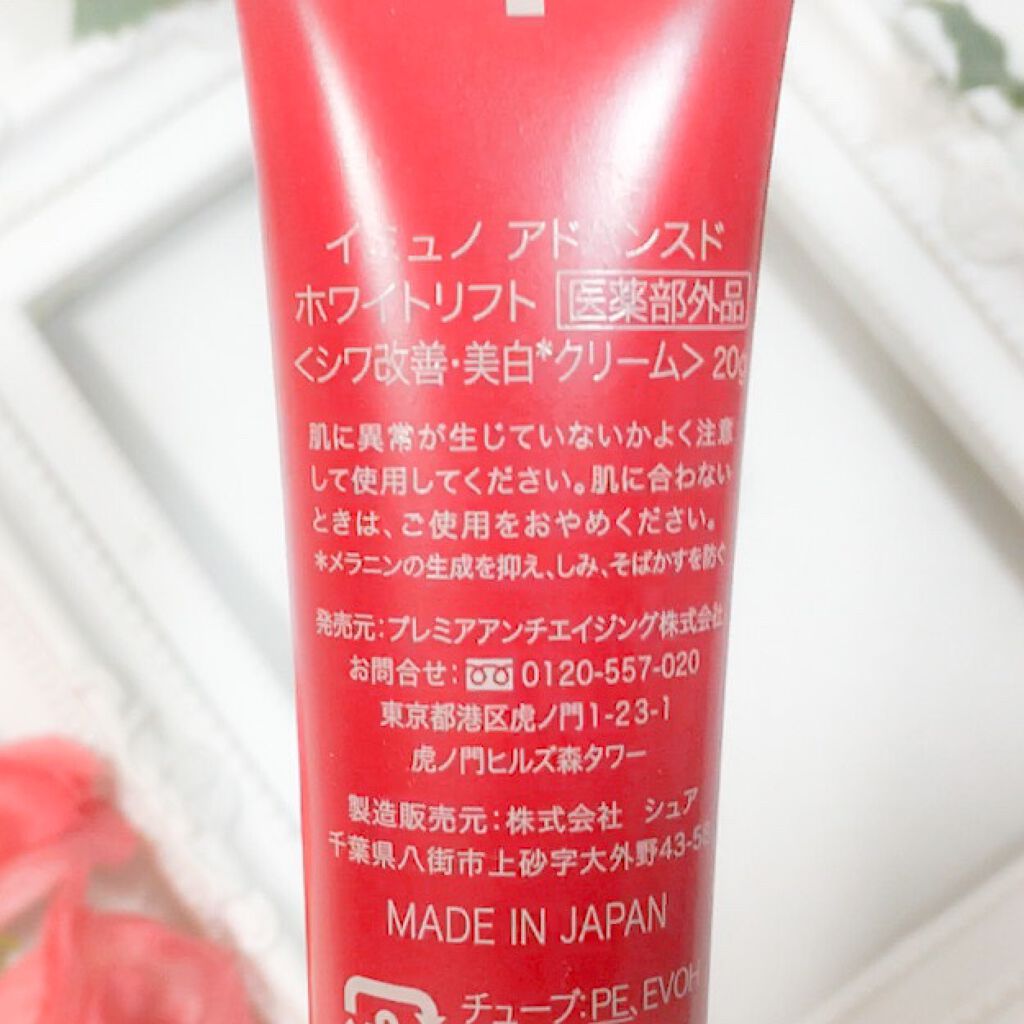 イミュノ アドバンスド
ホワイトリフト 医薬部外品
<シワ改善・美白*クリーム> 20g
肌に異常が生じていないかよく注意
して使用してください。肌に合わない
ときは、ご使用をおやめください。
*メラニンの生成を抑え、しみ、そばかすを防ぐ
発売元:プレミアアンチエイジング株式会社
お問合せ: 0120-557-020
東京都港区虎ノ門1-23-1
虎ノ門ヒルズ森タワー
製造販売元:株式会社 シュア
千葉県八街市上砂字大外野43-58
MADE IN JAPAN
チューブ:PE、EVOH